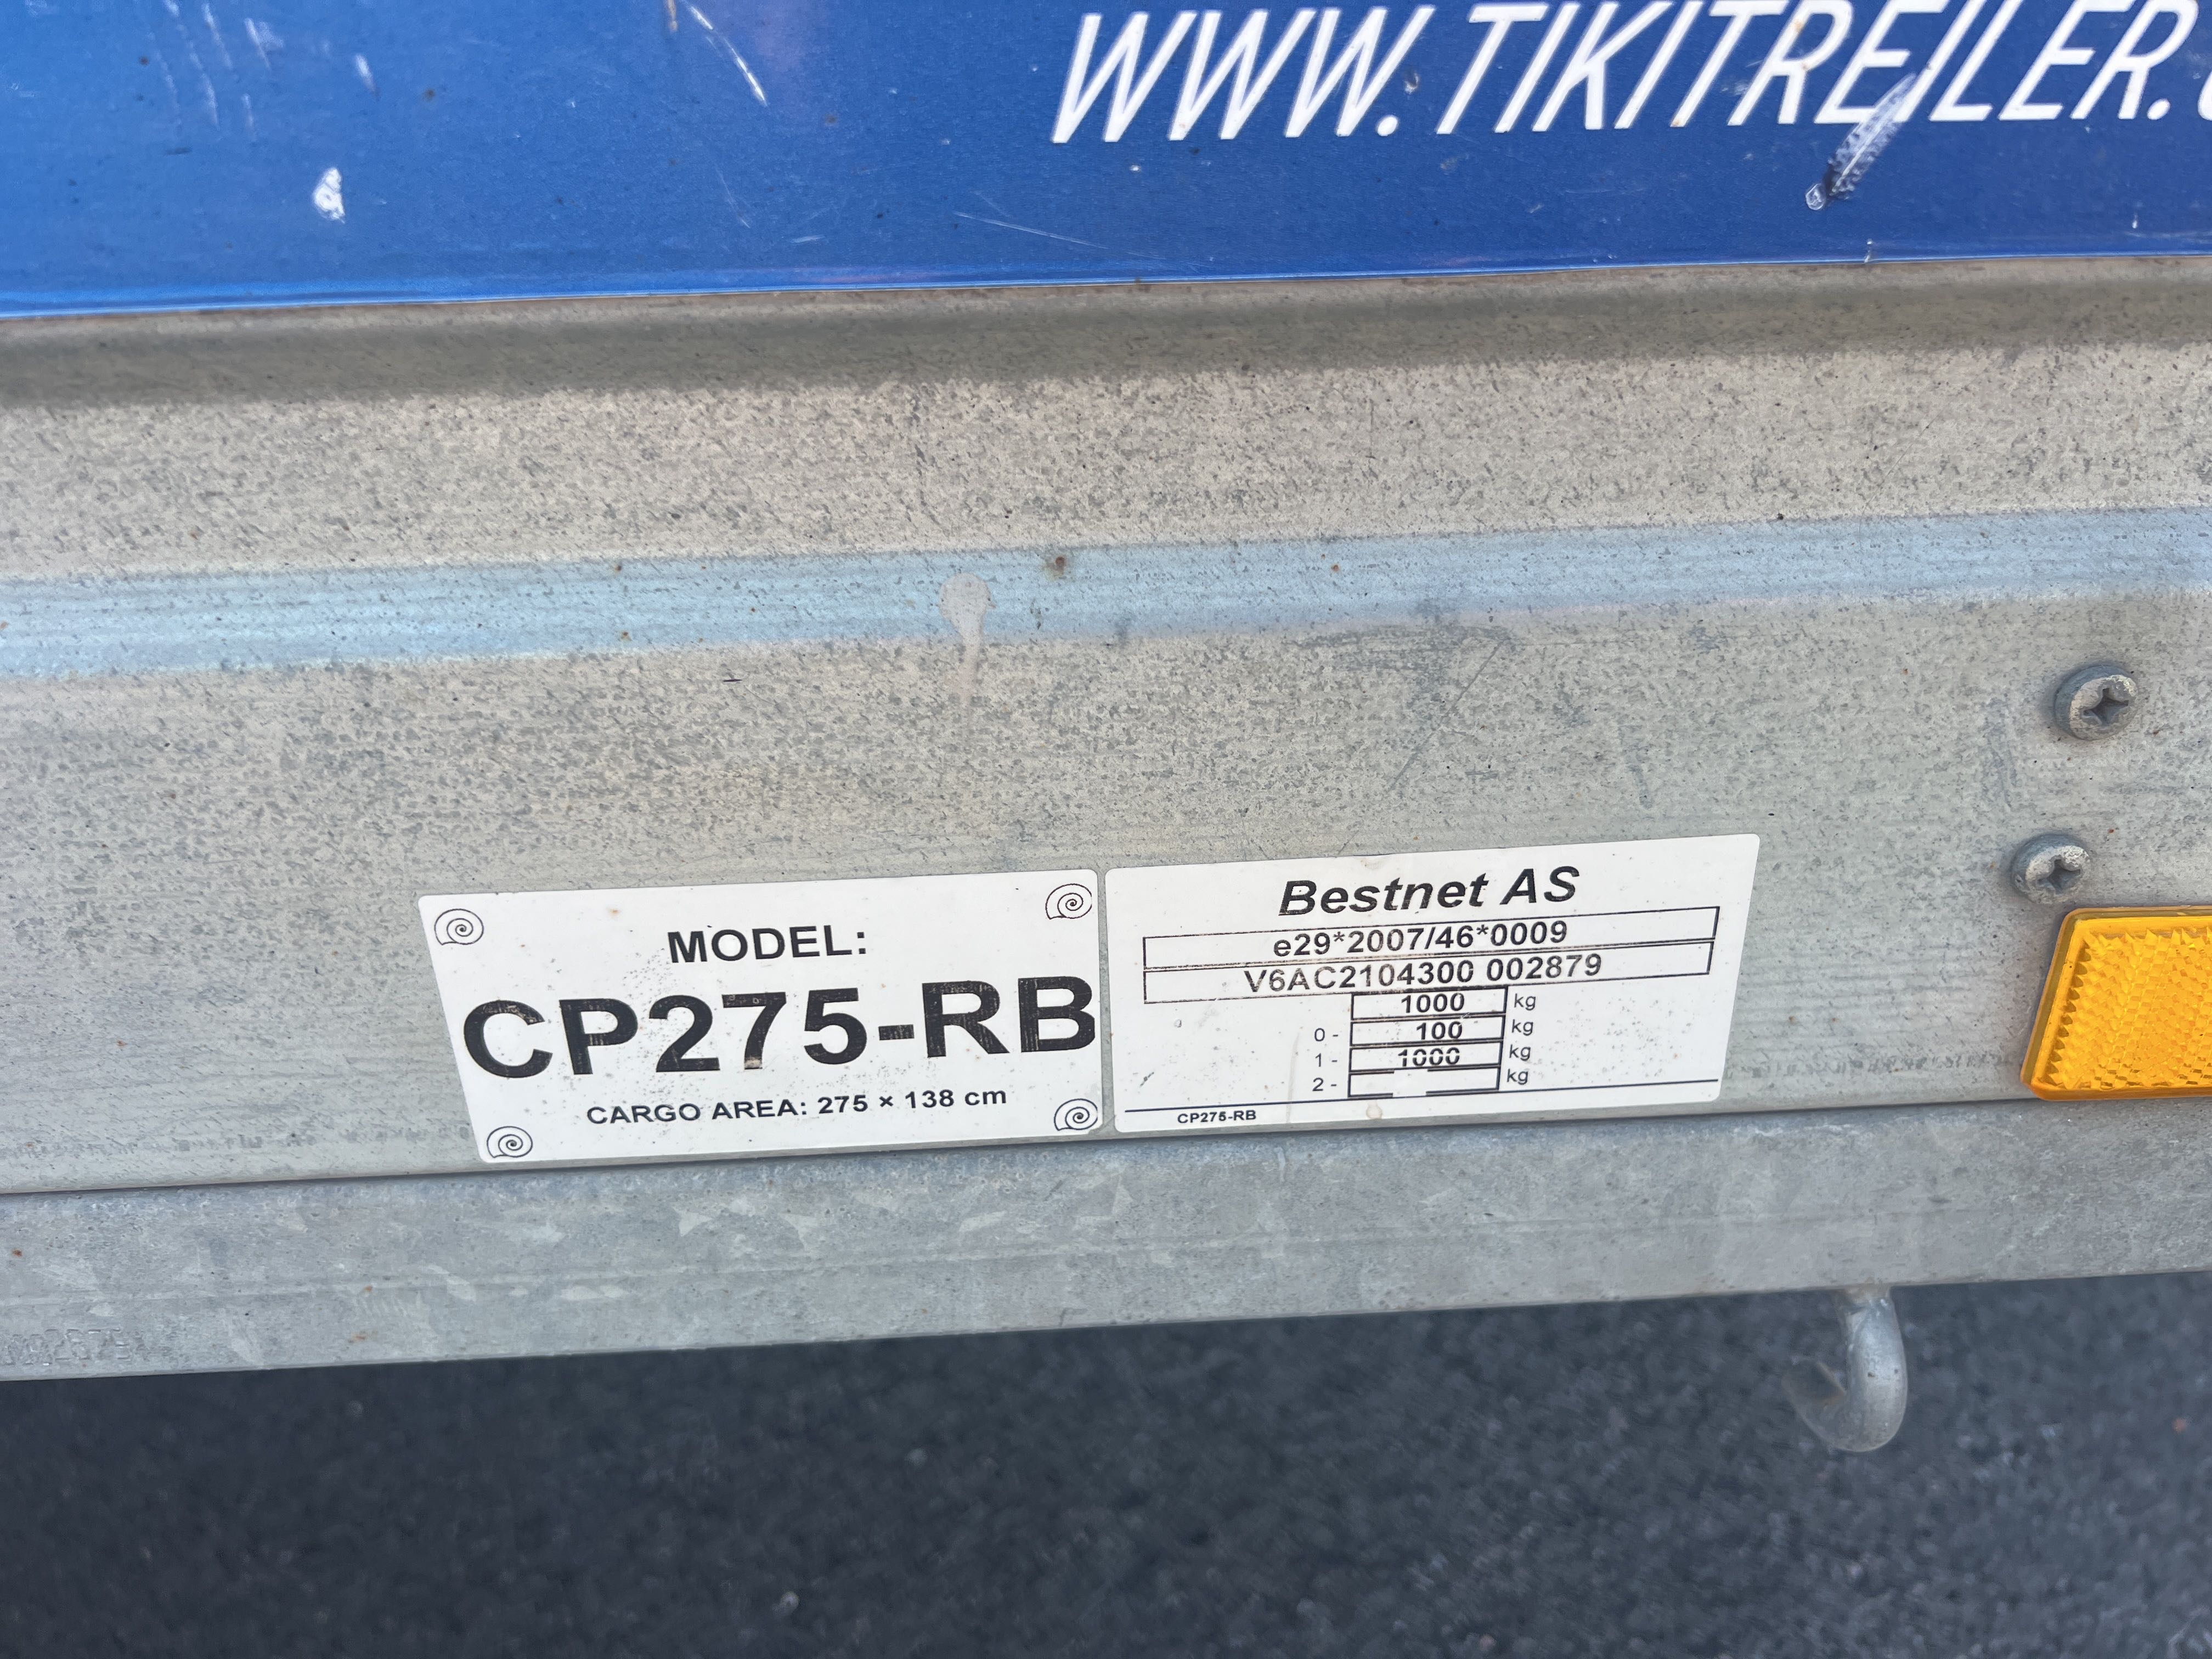 WWW.TIKITREILER.
MODEL:
CP275-RB
CARGO AREA: 275 × 138 cm
Bestnet AS
e29*2007/46*0009
V6AC2104300 002879
1000 kg
0 - 100 kg
1 - 1000 kg
2 - kg
CP275-RB